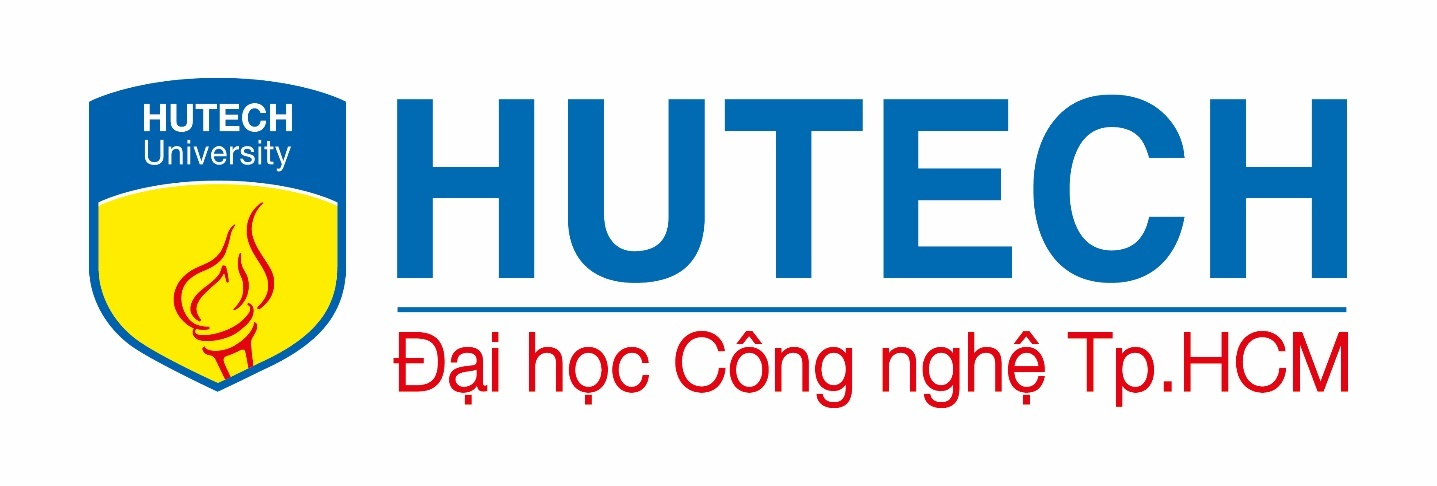 HUTECH
University
HUTECH
Đại học Công nghệ Tp.HCM